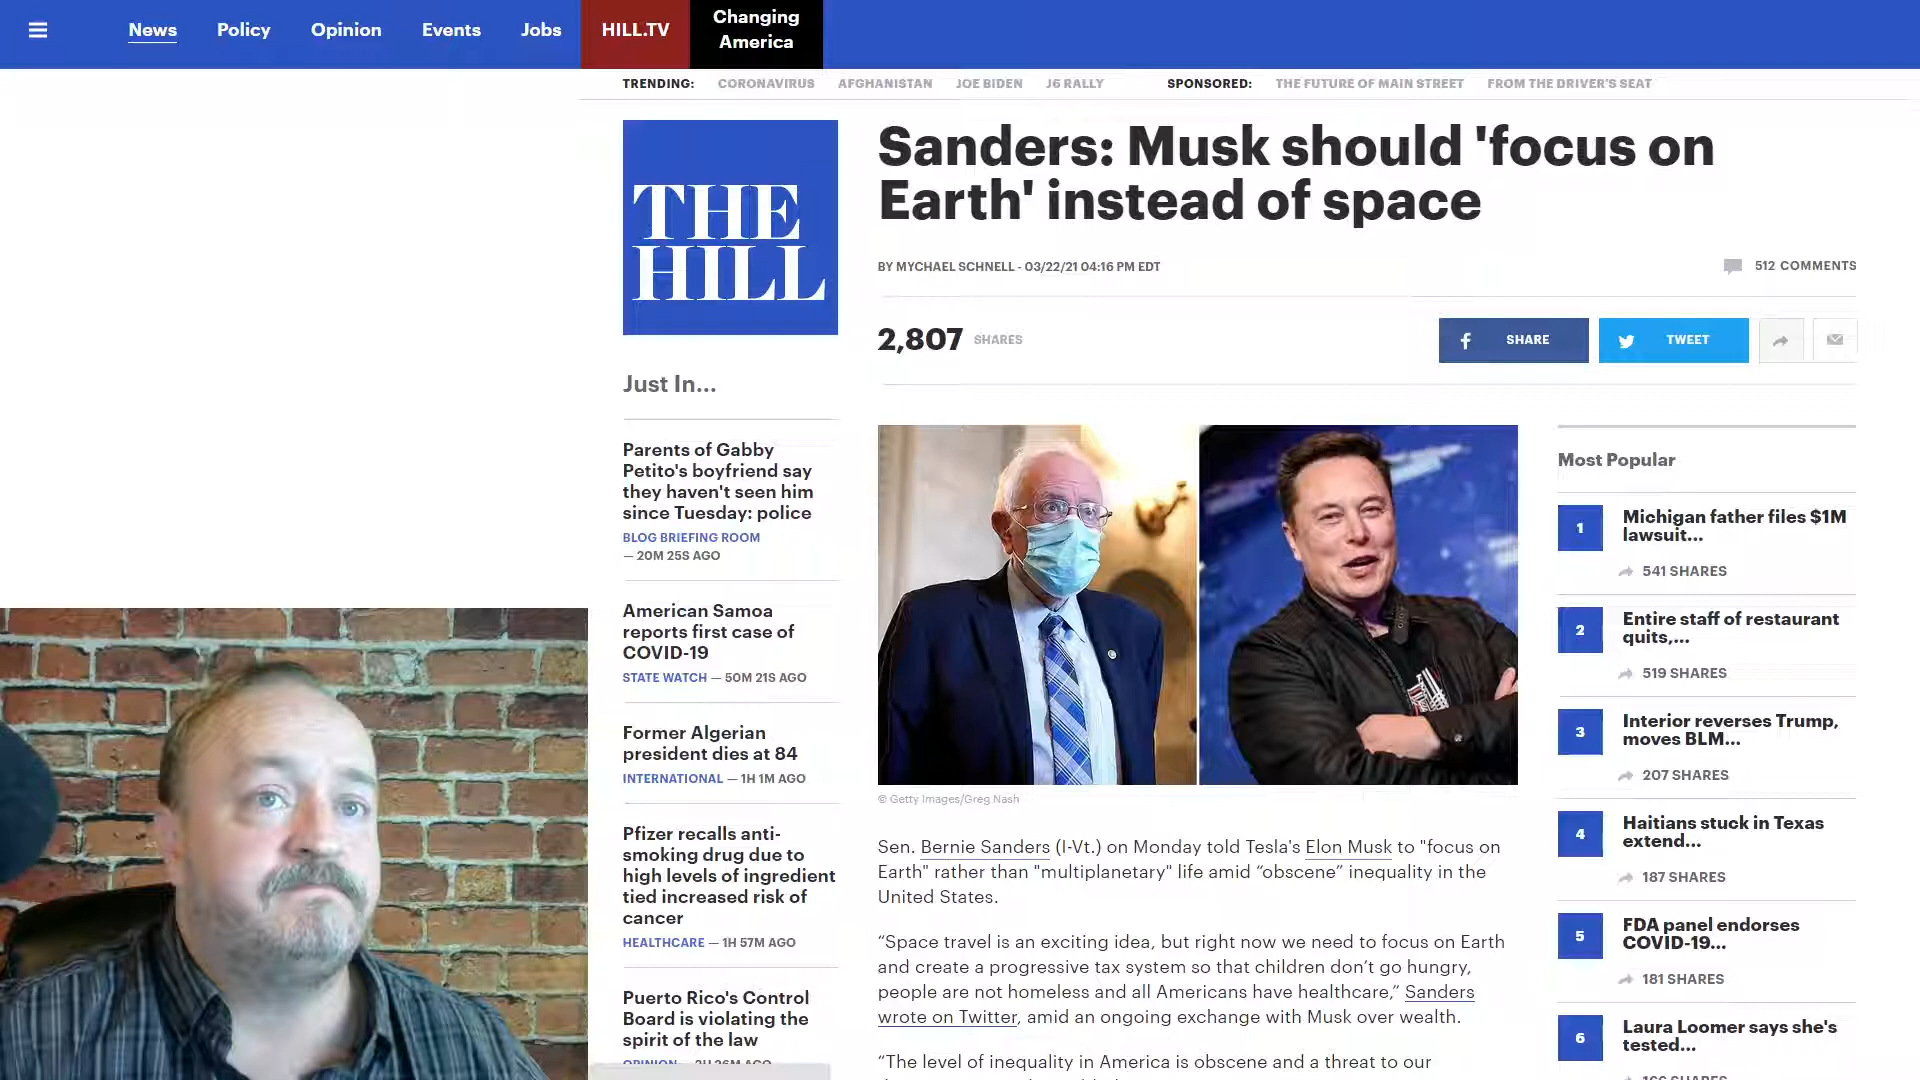 News
Policy
Opinion
Events
Jobs
HILL.TV
Changing
America
TRENDING: CORONAVIRUS AFGHANISTAN JOE BIDEN J6 RALLY SPONSORED: THE FUTURE OF MAIN STREET FROM THE DRIVER'S SEAT
THE
HILL
Sanders: Musk should 'focus on
Earth' instead of space
BY MYCHAEL SCHNELL - 03/22/21 04:16 PM EDT
512 COMMENTS
2,807 SHARES
SHARE
TWEET
Just In...
Parents of Gabby
Petito's boyfriend say
they haven't seen him
since Tuesday: police
BLOG BRIEFING ROOM
— 20M 25S AGO
American Samoa
reports first case of
COVID-19
STATE WATCH — 50M 21S AGO
Former Algerian
president dies at 84
INTERNATIONAL — 1H 1M AGO
Pfizer recalls anti-
smoking drug due to
high levels of ingredient
tied increased risk of
cancer
HEALTHCARE — 1H 57M AGO
Puerto Rico's Control
Board is violating the
spirit of the law
OPINION — 2H 26M AGO
© Getty Images/Greg Nash
Sen. Bernie Sanders (I-Vt.) on Monday told Tesla's Elon Musk to "focus on
Earth" rather than "multiplanetary" life amid “obscene” inequality in the
United States.
“Space travel is an exciting idea, but right now we need to focus on Earth
and create a progressive tax system so that children don’t go hungry,
people are not homeless and all Americans have healthcare,” Sanders
wrote on Twitter, amid an ongoing exchange with Musk over wealth.
“The level of inequality in America is obscene and a threat to our
Most Popular
1
Michigan father files $1M
lawsuit...
541 SHARES
2
Entire staff of restaurant
quits,...
519 SHARES
3
Interior reverses Trump,
moves BLM...
207 SHARES
4
Haitians stuck in Texas
extend...
187 SHARES
5
FDA panel endorses
COVID-19...
181 SHARES
6
Laura Loomer says she's
tested...
166 SHARES